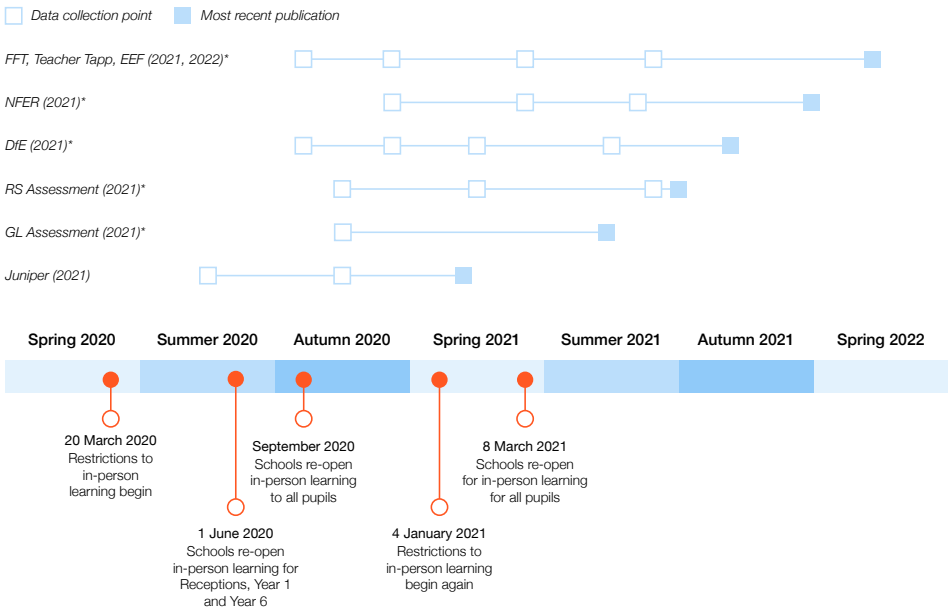 Data collection point
Most recent publication
FFT, Teacher Tapp, EEF (2021, 2022)*
NFER (2021)*
DfE (2021)*
RS Assessment (2021)*
GL Assessment (2021)*
Juniper (2021)
Spring 2020
Summer 2020
Autumn 2020
Spring 2021
Summer 2021
Autumn 2021
Spring 2022
20 March 2020
Restrictions to
in-person
learning begin
1 June 2020
Schools re-open
in-person learning for
Receptions, Year 1
and Year 6
September 2020
Schools re-open
in-person learning
to all pupils
4 January 2021
Restrictions to
in-person learning
begin again
8 March 2021
Schools re-open
for in-person learning
for all pupils